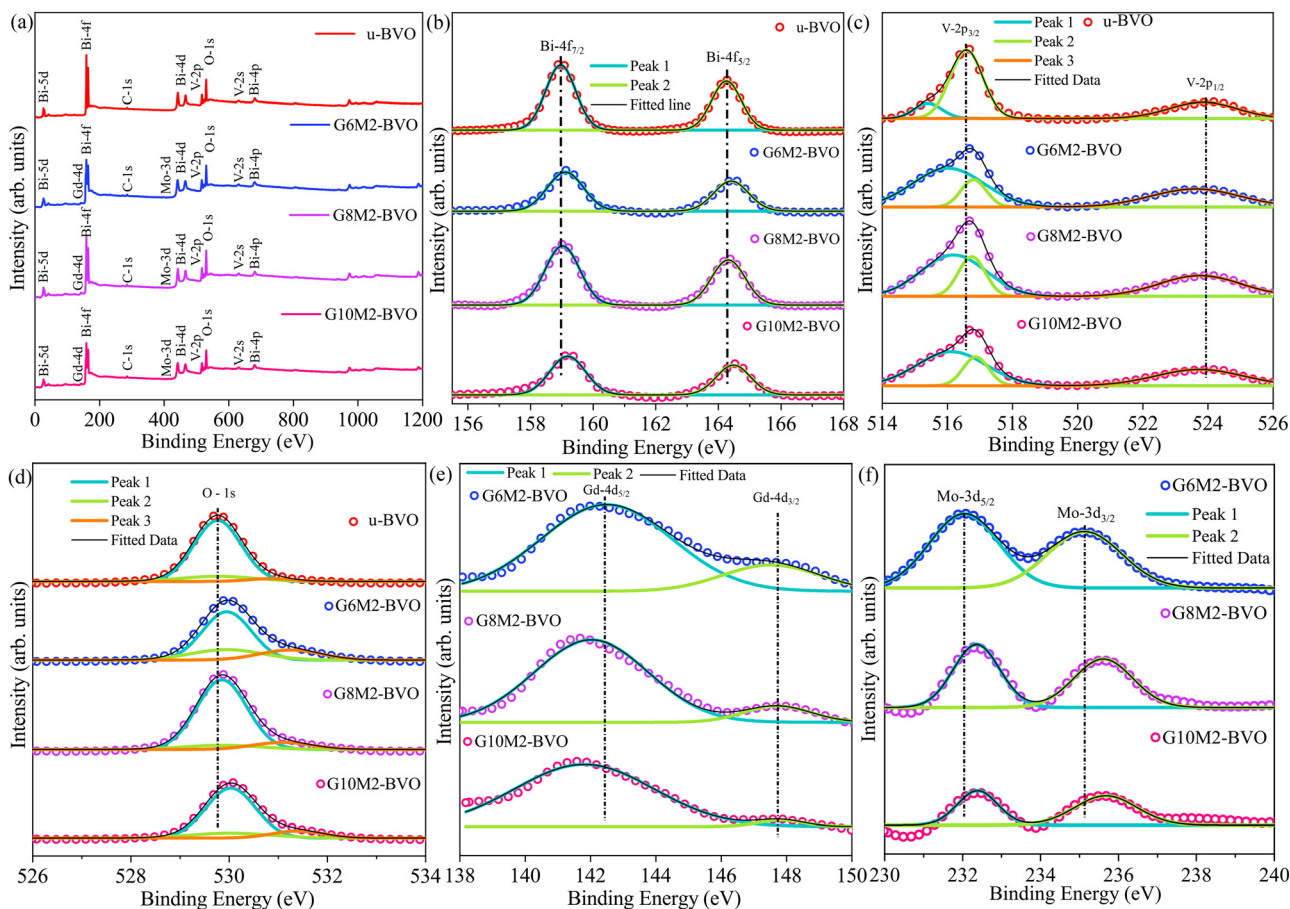 (a)
u-BVO
Bi-5d
Bi-4f
C-1s
Bi-4d
V-2p
O-1s
V-2s
Bi-4p
G6M2-BVO
Bi-5d
Gd-4d
Bi-4f
C-1s
Mo-3d
Bi-4d
V-2p
O-1s
V-2s
Bi-4p
G8M2-BVO
Bi-5d
Gd-4d
Bi-4f
C-1s
Mo-3d
Bi-4d
V-2p
O-1s
V-2s
Bi-4p
G10M2-BVO
Bi-5d
Gd-4d
Bi-4f
C-1s
Mo-3d
Bi-4d
V-2p
O-1s
V-2s
Bi-4p
Intensity (arb. units)
0 200 400 600 800 1000 1200
Binding Energy (eV)
(b)
u-BVO
Bi-4f7/2
Bi-4f5/2
Peak 1
Peak 2
Fitted line
G6M2-BVO
G8M2-BVO
G10M2-BVO
Intensity (arb. units)
156 158 160 162 164 166 168
Binding Energy (eV)
(c)
V-2p3/2
Peak 1
u-BVO
Peak 2
Peak 3
Fitted Data
V-2p1/2
G6M2-BVO
G8M2-BVO
G10M2-BVO
Intensity (arb. units)
514 516 518 520 522 524 526
Binding Energy (eV)
(d)
Peak 1
Peak 2
Peak 3
Fitted Data
O - 1s
u-BVO
G6M2-BVO
G8M2-BVO
G10M2-BVO
Intensity (arb. units)
526 528 530 532 534
Binding Energy (eV)
(e)
Peak 1 Peak 2 Fitted Data
G6M2-BVO
Gd-4d5/2
Gd-4d3/2
G8M2-BVO
G10M2-BVO
Intensity (arb. units)
138 140 142 144 146 148 150
Binding Energy (eV)
(f)
Mo-3d5/2
Mo-3d3/2
G6M2-BVO
Peak 1
Peak 2
Fitted Data
G8M2-BVO
G10M2-BVO
Intensity (arb. units)
230 232 234 236 238 240
Binding Energy (eV)